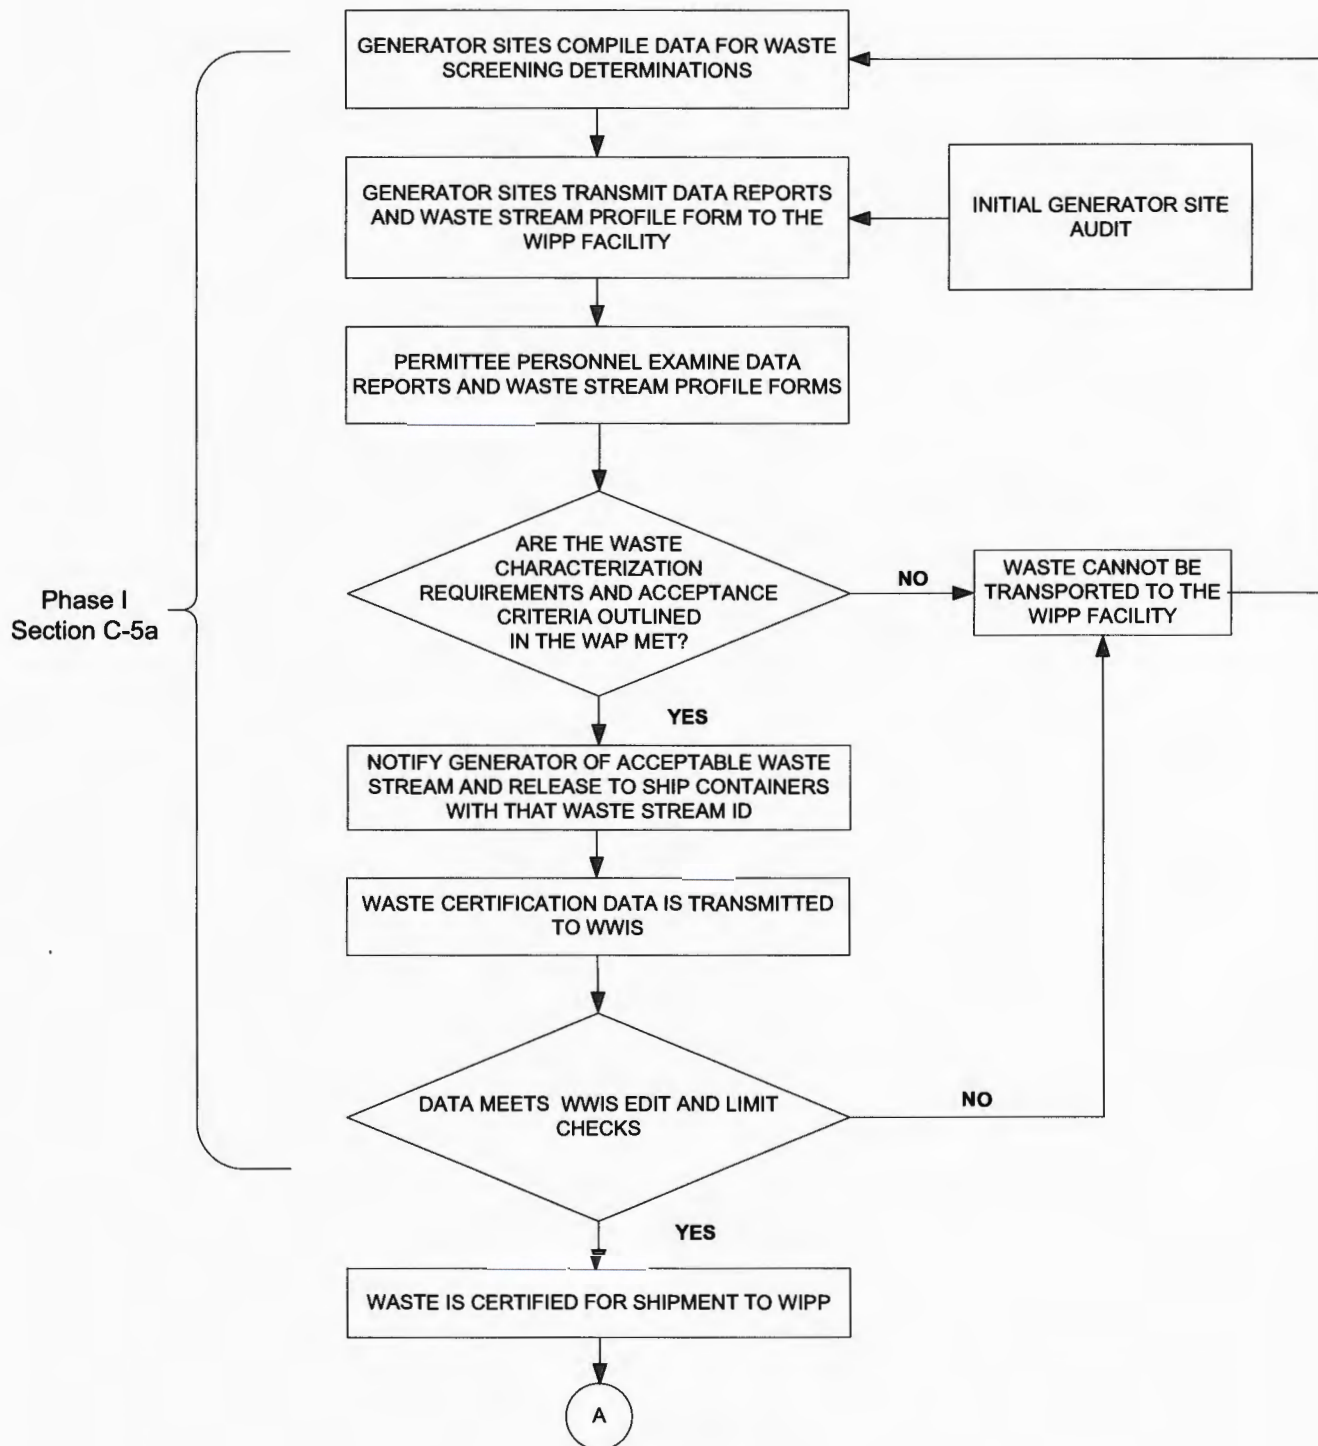 GENERATOR SITES COMPILE DATA FOR WASTE
SCREENING DETERMINATIONS
GENERATOR SITES TRANSMIT DATA REPORTS
AND WASTE STREAM PROFILE FORM TO THE
WIPP FACILITY
INITIAL GENERATOR SITE
AUDIT
PERMITTEE PERSONNEL EXAMINE DATA
REPORTS AND WASTE STREAM PROFILE FORMS
ARE THE WASTE
CHARACTERIZATION
REQUIREMENTS AND ACCEPTANCE
CRITERIA OUTLINED
IN THE WAP MET?
NO
WASTE CANNOT BE
TRANSPORTED TO THE
WIPP FACILITY
Phase I
Section C-5a
YES
NOTIFY GENERATOR OF ACCEPTABLE WASTE
STREAM AND RELEASE TO SHIP CONTAINERS
WITH THAT WASTE STREAM ID
WASTE CERTIFICATION DATA IS TRANSMITTED
TO WWIS
DATA MEETS WWIS EDIT AND LIMIT
CHECKS
NO
YES
WASTE IS CERTIFIED FOR SHIPMENT TO WIPP
A